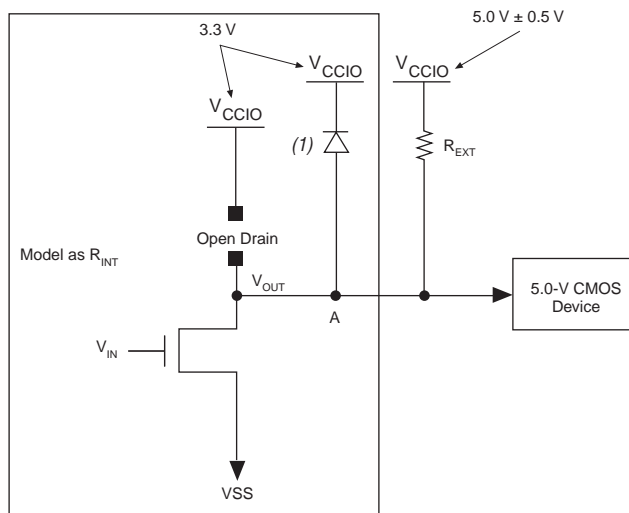 3.3 V
5.0 V ± 0.5 V
VCCIO
VCCIO
VCCIO
(1)
REXT
Open Drain
Model as RINT
VOUT
A
5.0-V CMOS
Device
VIN
VSS